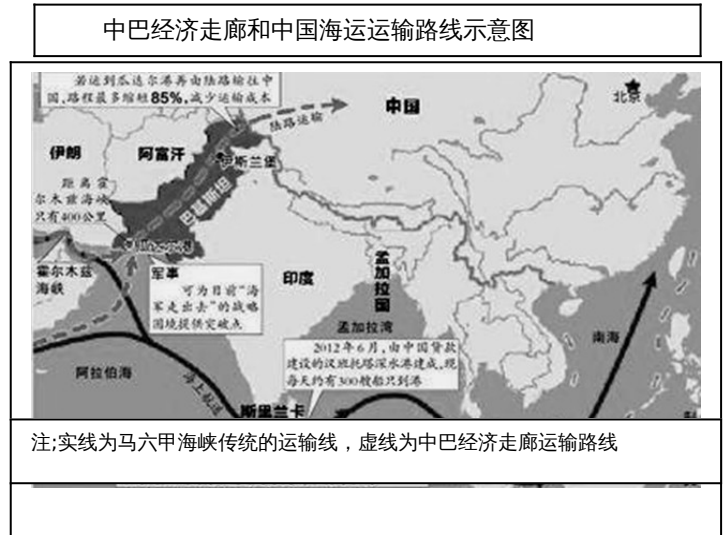 中巴经济走廊和中国海运运输路线示意图
若运到瓜达尔港再由陆路输往中
国,路程最多缩短85%,减少运输成本
中国
北京
陆路运输
伊朗
阿富汗
伊斯兰堡
距离霍
尔木兹海峡
只有400公里
巴基斯坦
霍尔木兹
海峡
军事
可为目前“海
军走出去”的战略
困境提供突破点
印度
孟加拉国
孟加拉湾
南海
2012年6月,由中国贷款
建设的汉班托塔深水港建成,现
每天约有300艘船只到港
阿拉伯海
海上航道
斯里兰卡
注;实线为马六甲海峡传统的运输线，虚线为中巴经济走廊运输路线